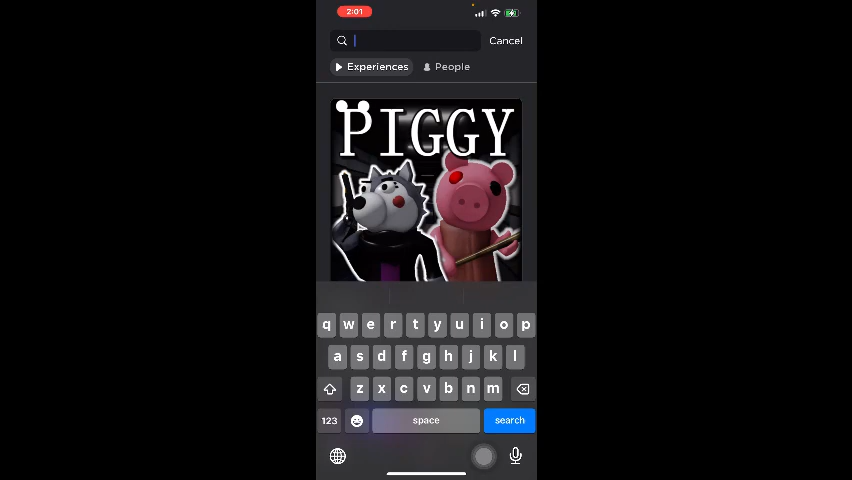 2:01
Cancel
Experiences People
PIGGY
q w e r t y u i o p
a s d f g h j k l
z x c v b n m
123 space search